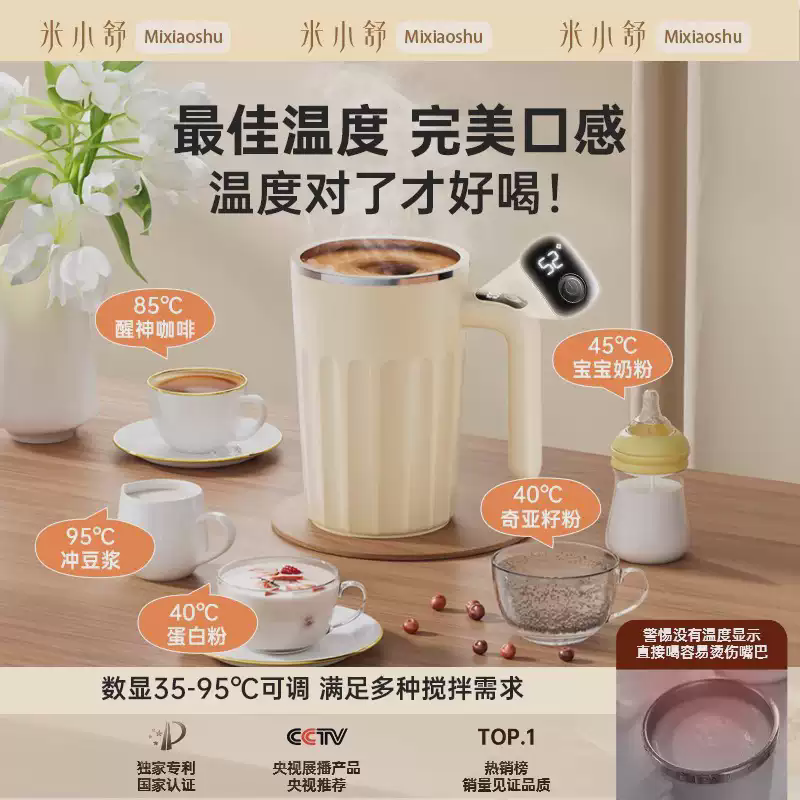 米小舒 Mixiaoshu 米小舒 Mixiaoshu 米小舒 Mixiaoshu
最佳温度 完美口感
温度对了才好喝!
52°
85℃
醒神咖啡
45℃
宝宝奶粉
40℃
奇亚籽粉
95℃
冲豆浆
40℃
蛋白粉
警惕没有温度显示
直接喝容易烫伤嘴巴
数显35-95℃可调 满足多种搅拌需求
独家专利
国家认证
CCTV
央视展播产品
央视推荐
TOP.1
热销榜
销量见证品质